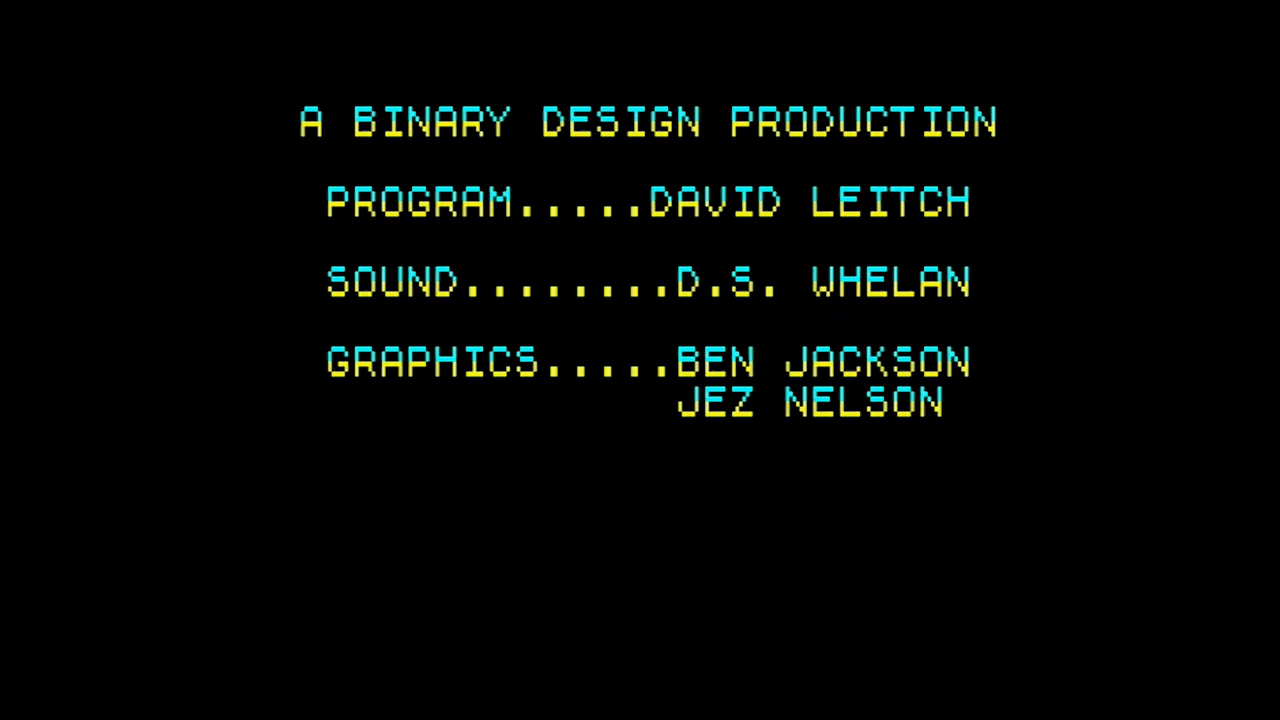 A BINARY DESIGN PRODUCTION
PROGRAM.....DAVID LEITCH
SOUND........D.S. WHELAN
GRAPHICS.....BEN JACKSON
JEZ NELSON